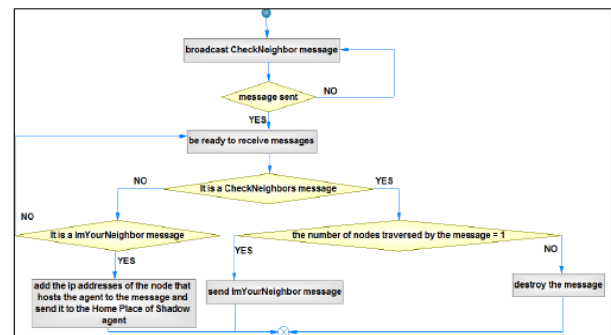 broadcast CheckNeighbor message
message sent
NO
YES
be ready to receive messages
NO
YES
It is a CheckNeighbors message
NO
It is a ImYourNeighbor message
the number of nodes traversed by the message = 1
YES
YES
NO
add the ip addresses of the node that
hosts the agent to the message and
send it to the Home Place of Shadow
agent
send ImYourNeighbor message
destroy the message